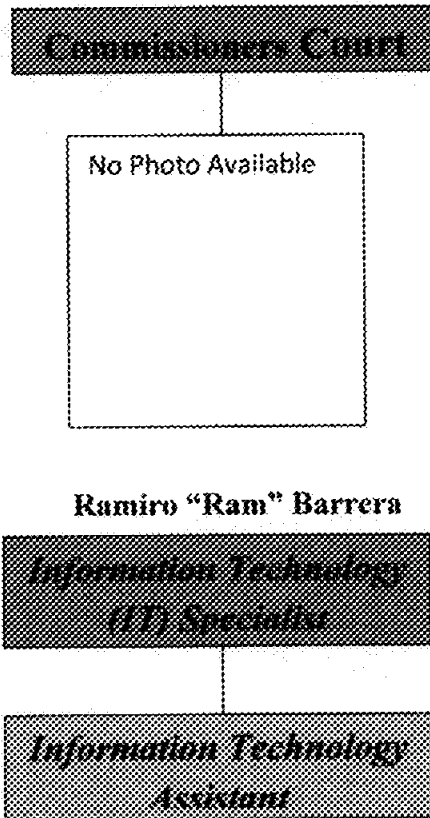 Commissioners Court
No Photo Available
Ramiro “Ram” Barrera
Information Technology
(IT) Specialist
Information Technology
Assistant